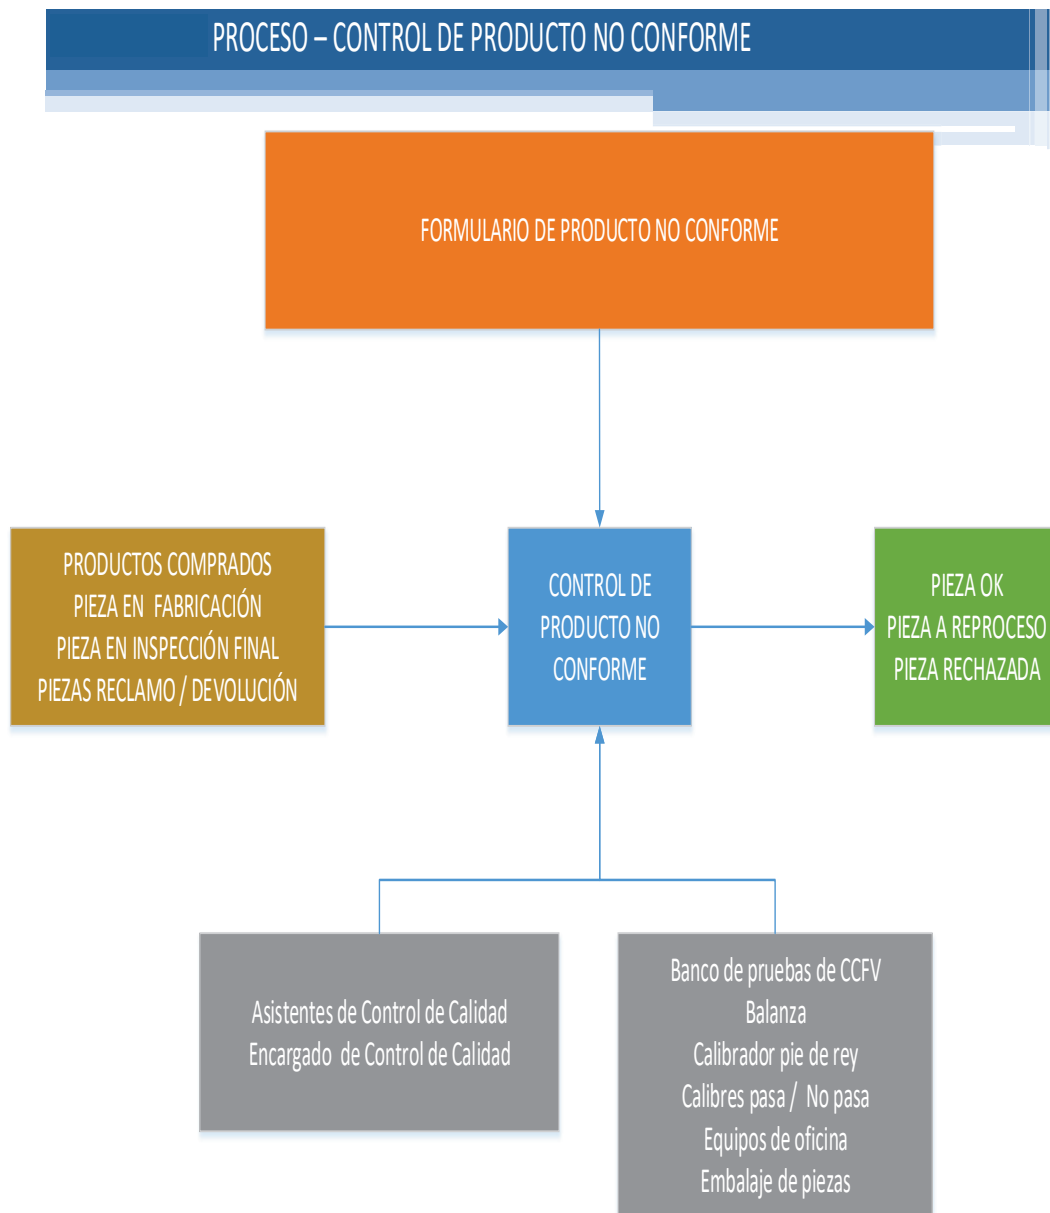 PROCESO – CONTROL DE PRODUCTO NO CONFORME
FORMULARIO DE PRODUCTO NO CONFORME
PRODUCTOS COMPRADOS
PIEZA EN FABRICACIÓN
PIEZA EN INSPECCIÓN FINAL
PIEZAS RECLAMO / DEVOLUCIÓN
CONTROL DE
PRODUCTO NO
CONFORME
PIEZA OK
PIEZA A REPROCESO
PIEZA RECHAZADA
Asistentes de Control de Calidad
Encargado de Control de Calidad
Banco de pruebas de CCFV
Balanza
Calibrador pie de rey
Calibres pasa / No pasa
Equipos de oficina
Embalaje de piezas